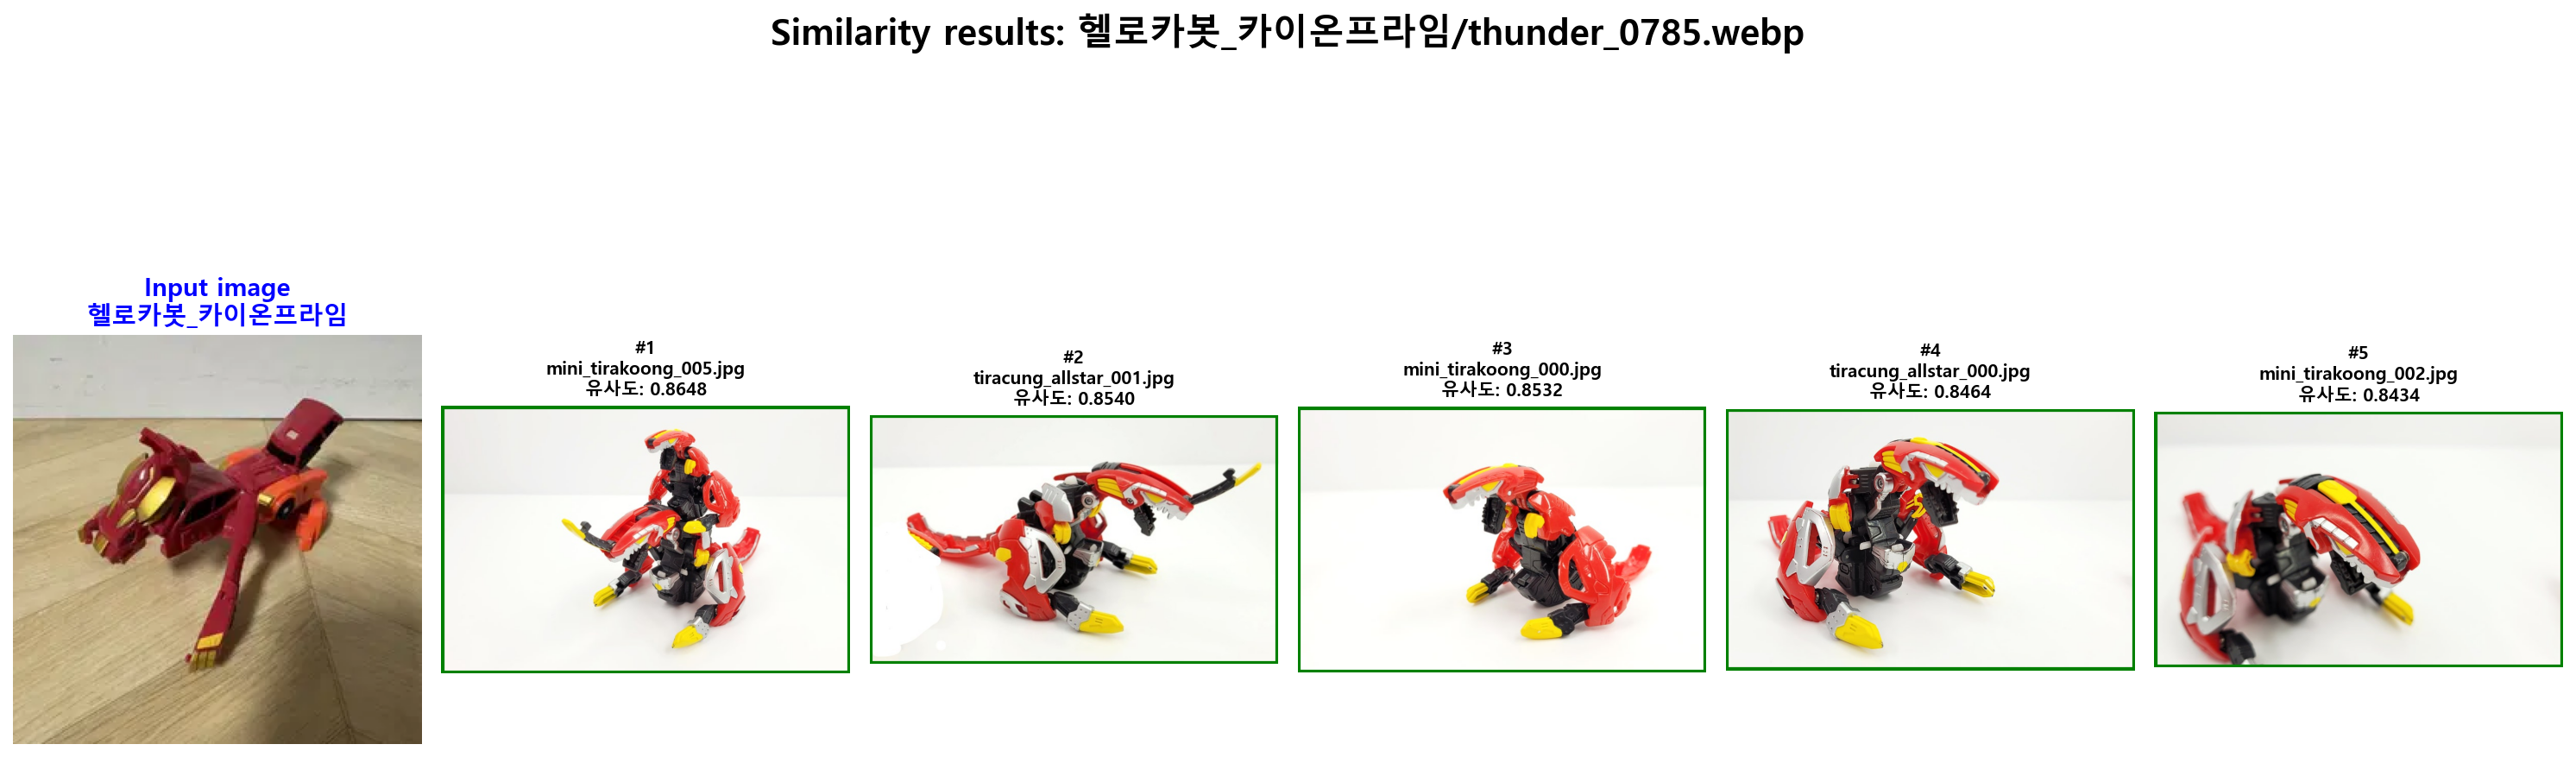 Similarity results: 헬로카봇_카이온프라임/thunder_0785.webp
Input image
헬로카봇_카이온프라임
#1
mini_tirakoong_005.jpg
유사도: 0.8648
#2
tiracung_allstar_001.jpg
유사도: 0.8540
#3
mini_tirakoong_000.jpg
유사도: 0.8532
#4
tiracung_allstar_000.jpg
유사도: 0.8464
#5
mini_tirakoong_002.jpg
유사도: 0.8434